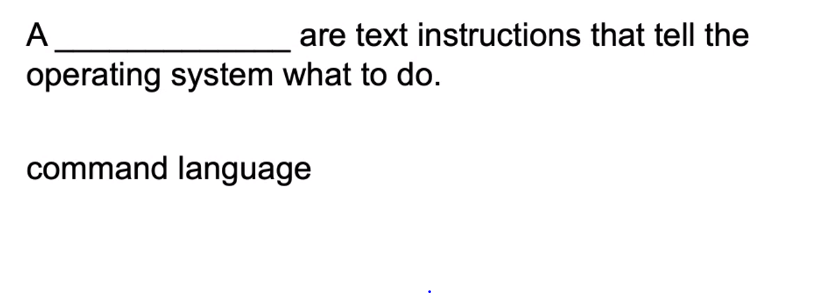 A ______________ are text instructions that tell the
operating system what to do.
command language